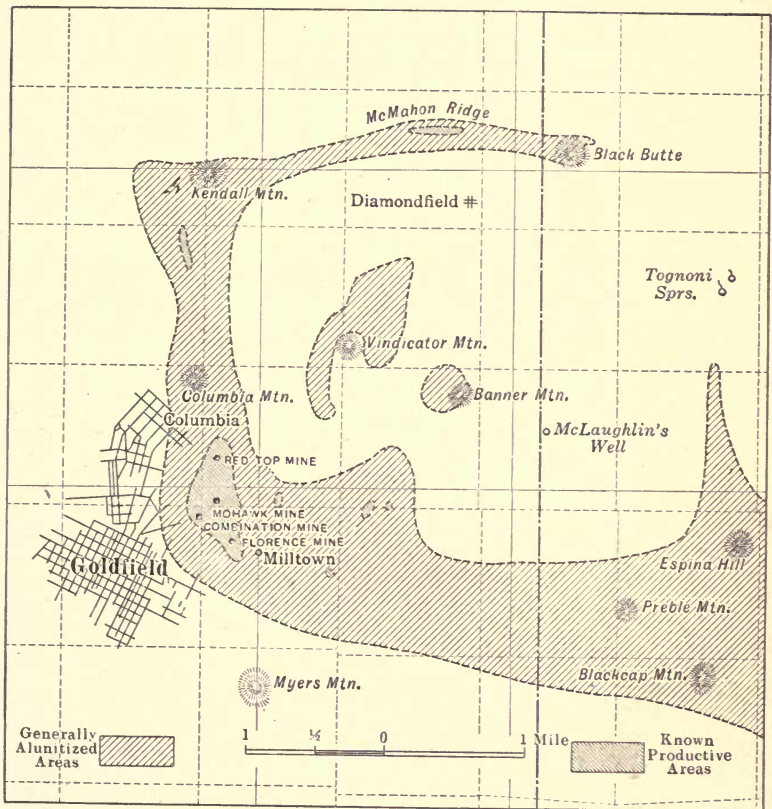 McMahon Ridge
Black Butte
Kendall Mtn.
Diamondfield
Tognoni
Sprs.
Vindicator Mtn.
Columbia Mtn.
Banner Mtn.
Columbia
McLaughlin's
Well
RED TOP MINE
MOHAWK MINE
COMBINATION MINE
FLORENCE MINE
Milltown
Goldfield
Espina Hill
Preble Mtn.
Blackcap Mtn.
Myers Mtn.
Generally
Alunitized
Areas
1 ½ 0 1 Mile
Known
Productive
Areas